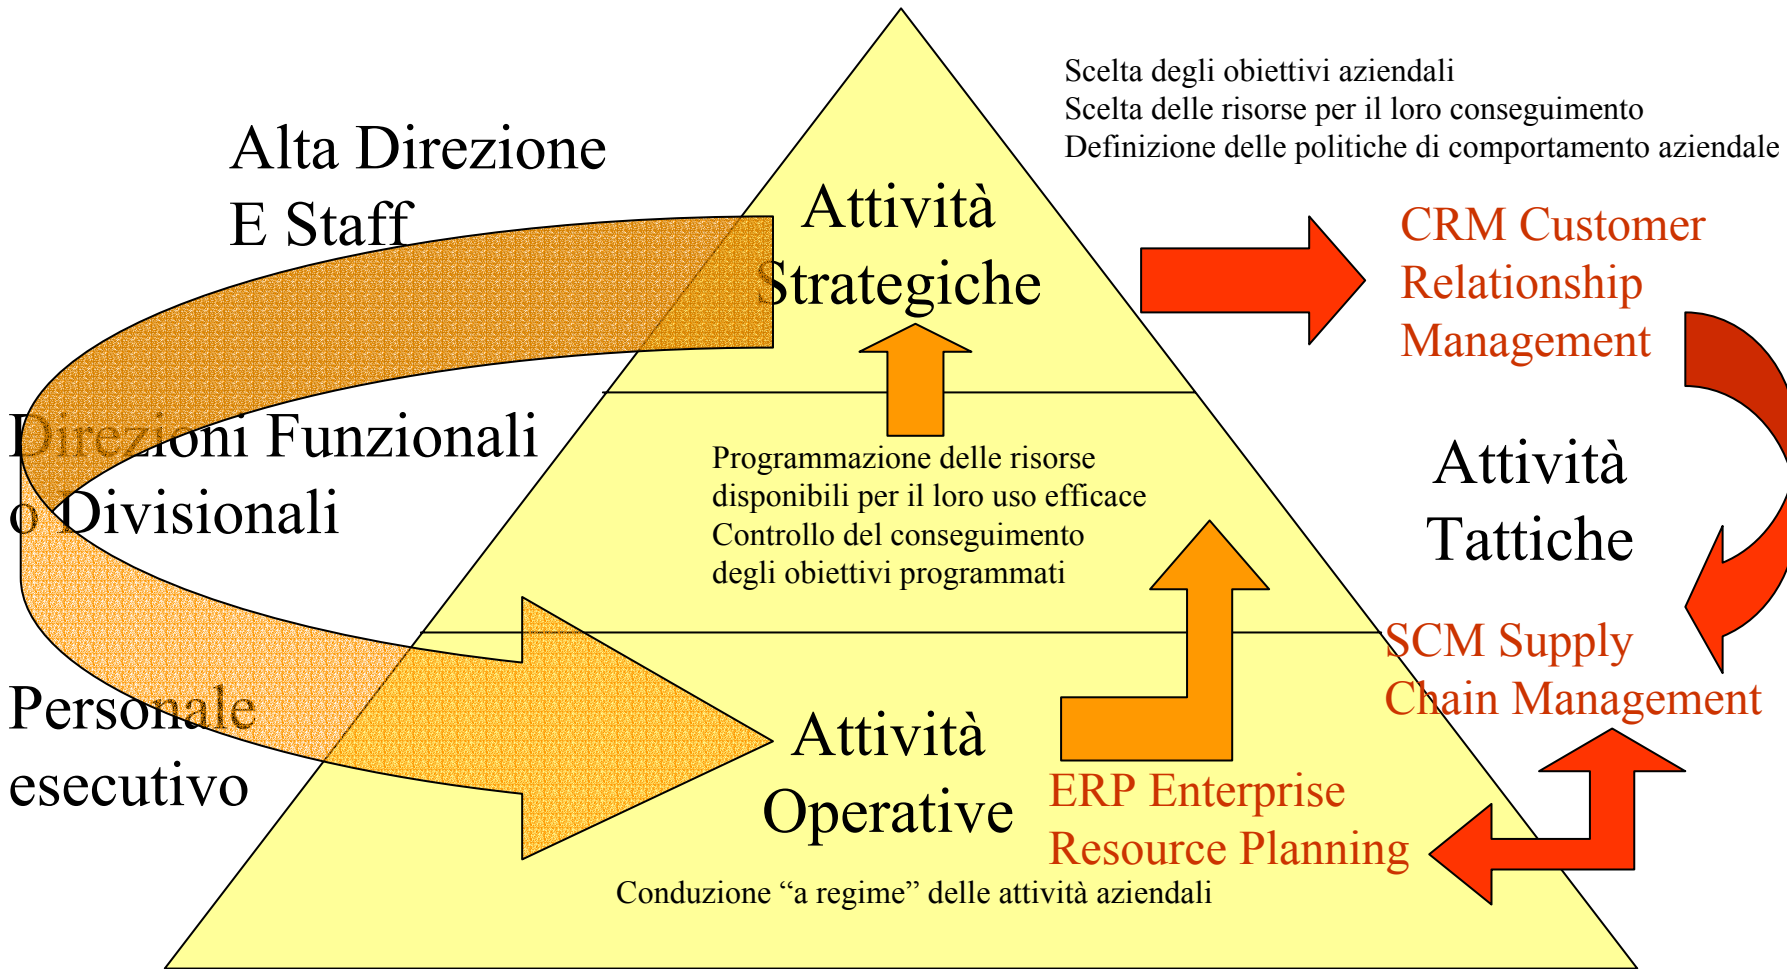 Scelta degli obiettivi aziendali
Scelta delle risorse per il loro conseguimento
Definizione delle politiche di comportamento aziendale
Alta Direzione
E Staff
Attività
Strategiche
CRM Customer
Relationship
Management
Direzioni Funzionali
o Divisionali
Programmazione delle risorse
disponibili per il loro uso efficace
Controllo del conseguimento
degli obiettivi programmati
Attività
Tattiche
SCM Supply
Chain Management
Personale
esecutivo
Attività
Operative
ERP Enterprise
Resource Planning
Conduzione “a regime” delle attività aziendali